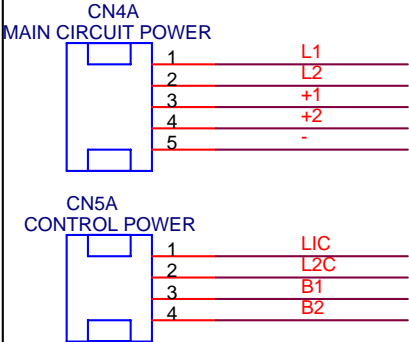 CN4A
MAIN CIRCUIT POWER
1 L1
2 L2
3 +1
4 +2
5 -
CN5A
CONTROL POWER
1 LIC
2 L2C
3 B1
4 B2